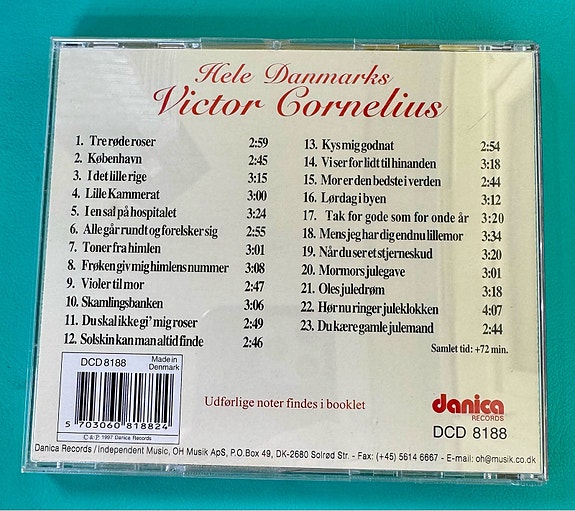 Hele Danmarks
Victor Cornelius
1. Tre røde roser 2:59
2. København 2:45
3. I det lille rige 3:15
4. Lille Kammerat 3:00
5. I en sal på hospitalet 3:24
6. Alle går rundt og forelsker sig 2:55
7. Toner fra himlen 3:01
8. Frøken giv mig himlens nummer 3:08
9. Violer til mor 2:47
10. Skamlingsbanken 3:06
11. Du skal ikke gi' mig roser 2:49
12. Solskin kan man altid finde 2:46
13. Kys mig godnat 2:54
14. Vi ser for lidt til hinanden 3:18
15. Mor er den bedste i verden 2:44
16. Lørdag i byen 3:12
17. Tak for gode som for onde år 3:20
18. Mens jeg har dig endnu lillemor 3:34
19. Når du ser et stjerneskud 3:20
20. Mormors julegave 3:01
21. Oles juledrøm 3:18
22. Hør nu ringer juleklokken 4:07
23. Du kære gamle julemand 2:44
Samlet tid: +72 min.
DCD 8188
Made in
Denmark
5 703060 818824
© & ℗ 1997 Danica Records
Udførlige noter findes i booklet
danica
RECORDS
DCD 8188
Danica Records / Independent Music, OH Musik ApS, P.O.Box 49, DK-2680 Solrød Str. - Fax: (+45) 5614 6667 - E-mail: oh@musik.co.dk